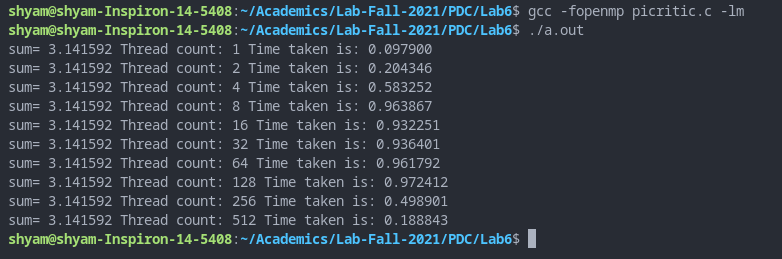 shyam@shyam-Inspiron-14-5408:~/Academics/Lab-Fall-2021/PDC/Lab6$ gcc -fopenmp picritic.c -lm
shyam@shyam-Inspiron-14-5408:~/Academics/Lab-Fall-2021/PDC/Lab6$ ./a.out
sum= 3.141592 Thread count: 1 Time taken is: 0.097900
sum= 3.141592 Thread count: 2 Time taken is: 0.204346
sum= 3.141592 Thread count: 4 Time taken is: 0.583252
sum= 3.141592 Thread count: 8 Time taken is: 0.963867
sum= 3.141592 Thread count: 16 Time taken is: 0.932251
sum= 3.141592 Thread count: 32 Time taken is: 0.936401
sum= 3.141592 Thread count: 64 Time taken is: 0.961792
sum= 3.141592 Thread count: 128 Time taken is: 0.972412
sum= 3.141592 Thread count: 256 Time taken is: 0.498901
sum= 3.141592 Thread count: 512 Time taken is: 0.188843
shyam@shyam-Inspiron-14-5408:~/Academics/Lab-Fall-2021/PDC/Lab6$